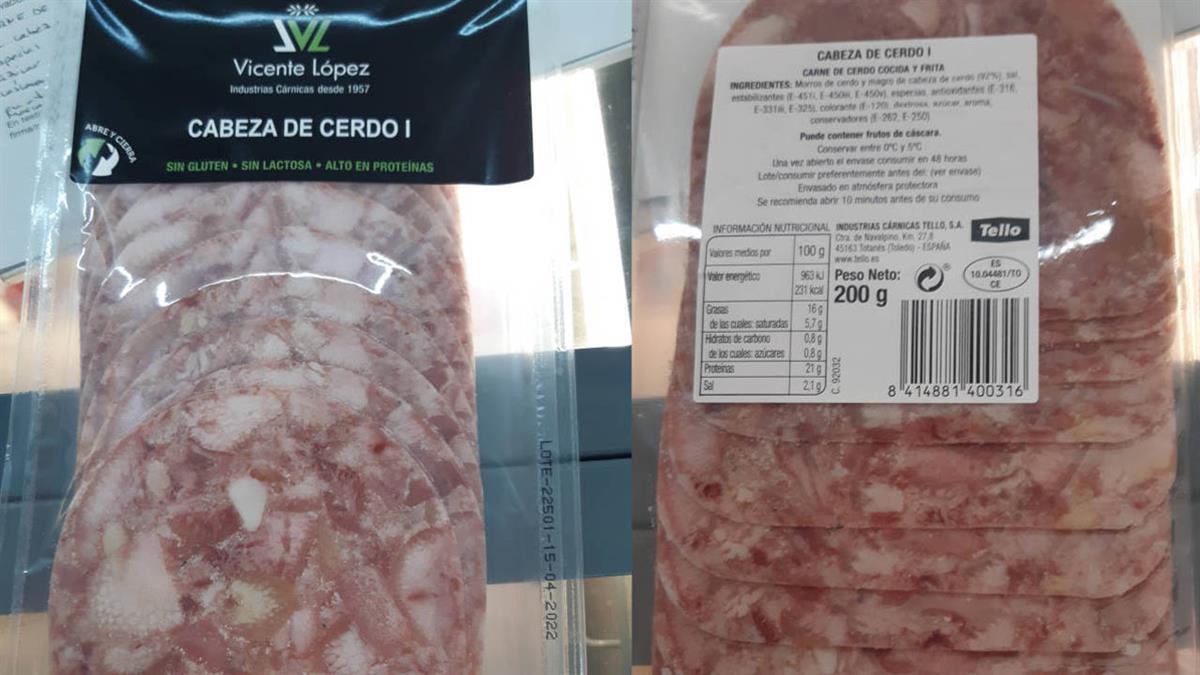 Vicente López
Industrias Cárnicas desde 1957
CABEZA DE CERDO I
ABRE Y CIERRA
SIN GLUTEN • SIN LACTOSA • ALTO EN PROTEÍNAS
LOTE-22501-15-04-2022
CABEZA DE CERDO I
CARNE DE CERDO COCIDA Y FRITA
INGREDIENTES: Morros de cerdo y magro de cabeza de cerdo (97%), sal,
estabilizantes (E-451i, E-450iii, E-450v), especias, antioxidantes (E-316,
E-331iii, E-325), colorante (E-120), dextrosa, azúcar, aroma,
conservadores (E-262, E-250)
Puede contener frutos de cáscara.
Conservar entre 0ºC y 5ºC
Una vez abierto el envase consumir en 48 horas
Lote/consumir preferentemente antes del: (ver envase)
Envasado en atmósfera protectora
Se recomienda abrir 10 minutos antes de su consumo
INFORMACIÓN NUTRICIONAL
Valores medios por 100 g
Valor energético 963 kJ
231 kcal
Grasas 16 g
de las cuales: saturadas 5,7 g
Hidratos de carbono 0,8 g
de los cuales: azúcares 0,8 g
Proteínas 21 g
Sal 2,1 g
C. 92032
INDUSTRIAS CÁRNICAS TELLO, S.A.
Ctra. de Navalpino, Km. 27,8
45163 Totanés (Toledo) - ESPAÑA
www.tello.es
Tello
Peso Neto:
200 g
ES
10.04481/TO
CE
8 414881 400316